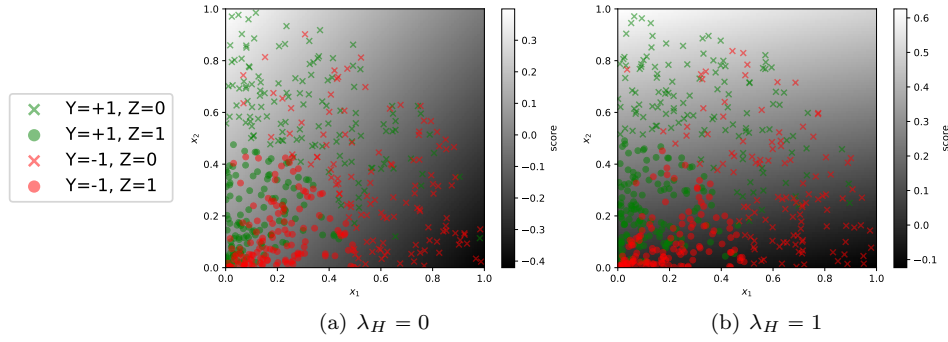 Y=+1, Z=0
Y=+1, Z=1
Y=-1, Z=0
Y=-1, Z=1
1.0
0.8
0.6
0.4
0.2
0.0
x₂
0.0 0.2 0.4 0.6 0.8 1.0
x₁
0.3
0.2
0.1
0.0
−0.1
−0.2
−0.3
−0.4
score
(a) λ_H = 0
1.0
0.8
0.6
0.4
0.2
0.0
x₂
0.0 0.2 0.4 0.6 0.8 1.0
x₁
0.6
0.5
0.4
0.3
0.2
0.1
0.0
−0.1
score
(b) λ_H = 1